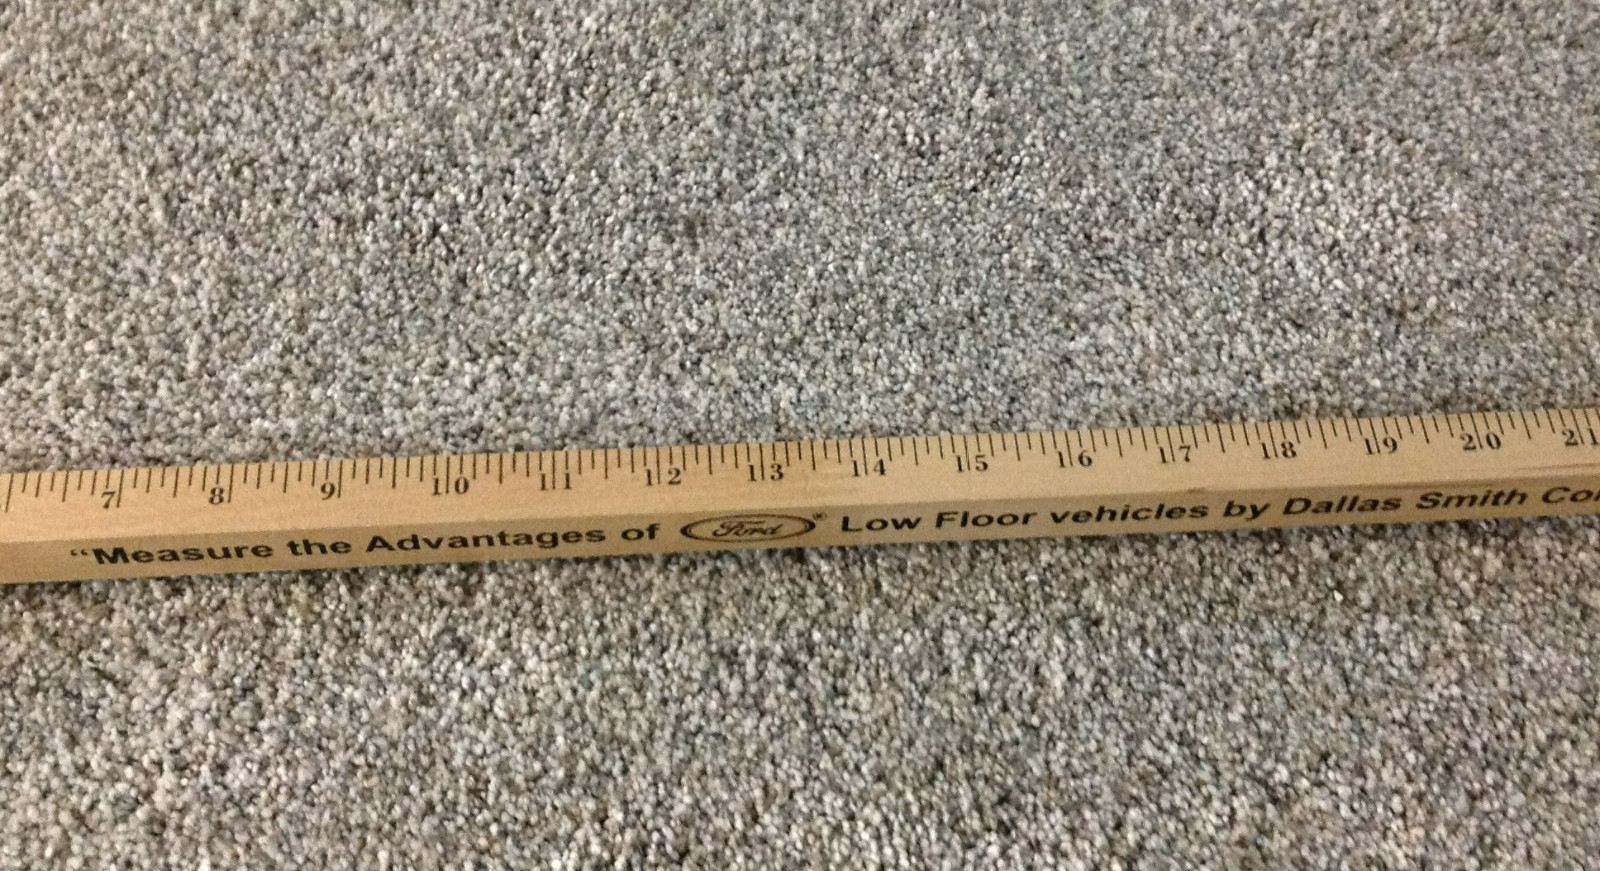 7 8 9 10 11 12 13 14 15 16 17 18 19 20 21
“Measure the Advantages of Ford® Low Floor vehicles by Dallas Smith